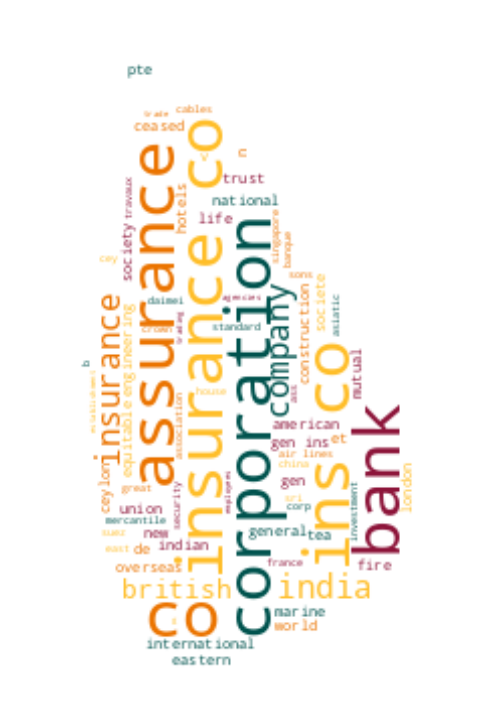 pte
trade
cables
ceased
co
assurance
c
trust
travaux
hotels
national
life
society
singapore
banque
cey
corporation
insurance
sons
daimei
agencies
company
construction
societe
asiatic
insurance
crown
trading
standard
co
b
equitable engineering
mutual
establishments
house
ass
association
american
bank
gen ins
et
air lines
china
ceylon
great
security
employees
gen
ins
london
sri
corp
investment
union
mercantile
new
suez
general
tea
east
de
indian
overseas
france
fire
british
india
co
marine
world
international
eastern